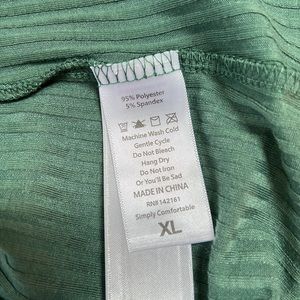 95% Polyester
5% Spandex
Machine Wash Cold
Gentle Cycle
Do Not Bleach
Hang Dry
Do Not Iron
Or You'll Be Sad
MADE IN CHINA
RN# 142161
Simply Comfortable
XL